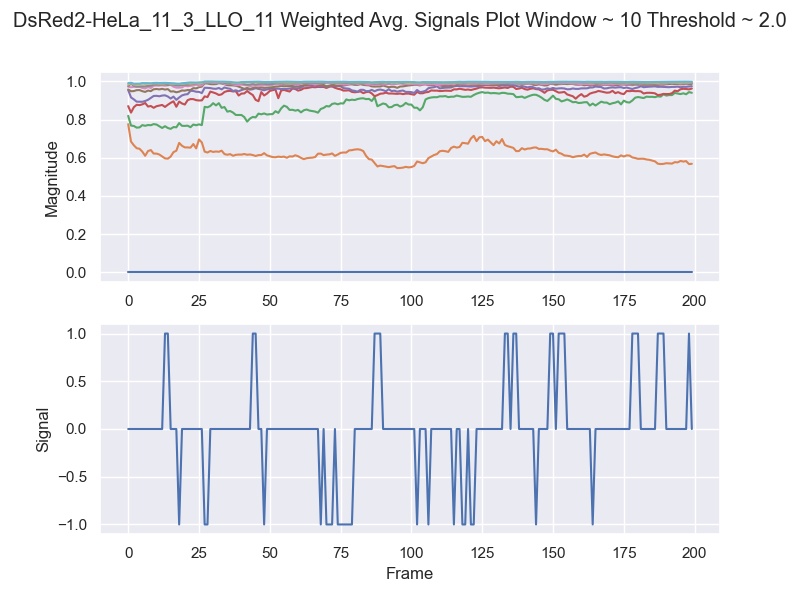 DsRed2-HeLa_11_3_LLO_11 Weighted Avg. Signals Plot Window ~ 10 Threshold ~ 2.0
1.0
0.8
0.6
0.4
0.2
0.0
Magnitude
0 25 50 75 100 125 150 175 200
1.0
0.5
0.0
−0.5
−1.0
Signal
0 25 50 75 100 125 150 175 200
Frame